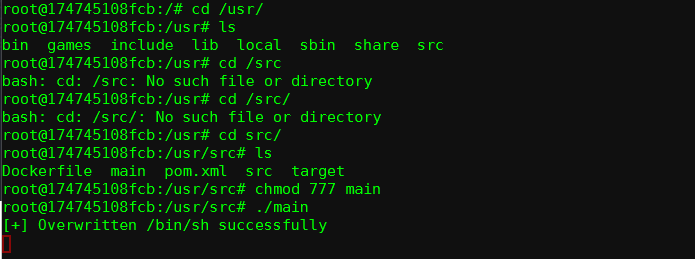 root@174745108fcb:/# cd /usr/
root@174745108fcb:/usr# ls
bin  games  include  lib  local  sbin  share  src
root@174745108fcb:/usr# cd /src
bash: cd: /src: No such file or directory
root@174745108fcb:/usr# cd /src/
bash: cd: /src/: No such file or directory
root@174745108fcb:/usr# cd src/
root@174745108fcb:/usr/src# ls
Dockerfile  main  pom.xml  src  target
root@174745108fcb:/usr/src# chmod 777 main
root@174745108fcb:/usr/src# ./main
[+] Overwritten /bin/sh successfully